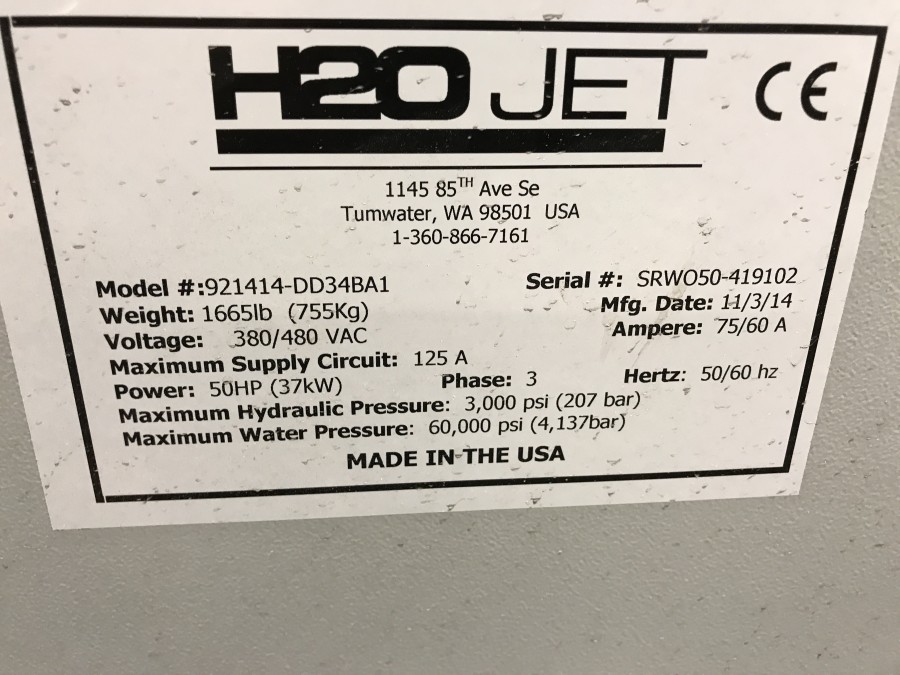 H2O JET CE
1145 85TH Ave Se
Tumwater, WA 98501 USA
1-360-866-7161
Model #:921414-DD34BA1 Serial #: SRWO50-419102
Weight: 1665lb (755Kg) Mfg. Date: 11/3/14
Voltage: 380/480 VAC Ampere: 75/60 A
Maximum Supply Circuit: 125 A
Power: 50HP (37kW) Phase: 3 Hertz: 50/60 hz
Maximum Hydraulic Pressure: 3,000 psi (207 bar)
Maximum Water Pressure: 60,000 psi (4,137bar)
MADE IN THE USA